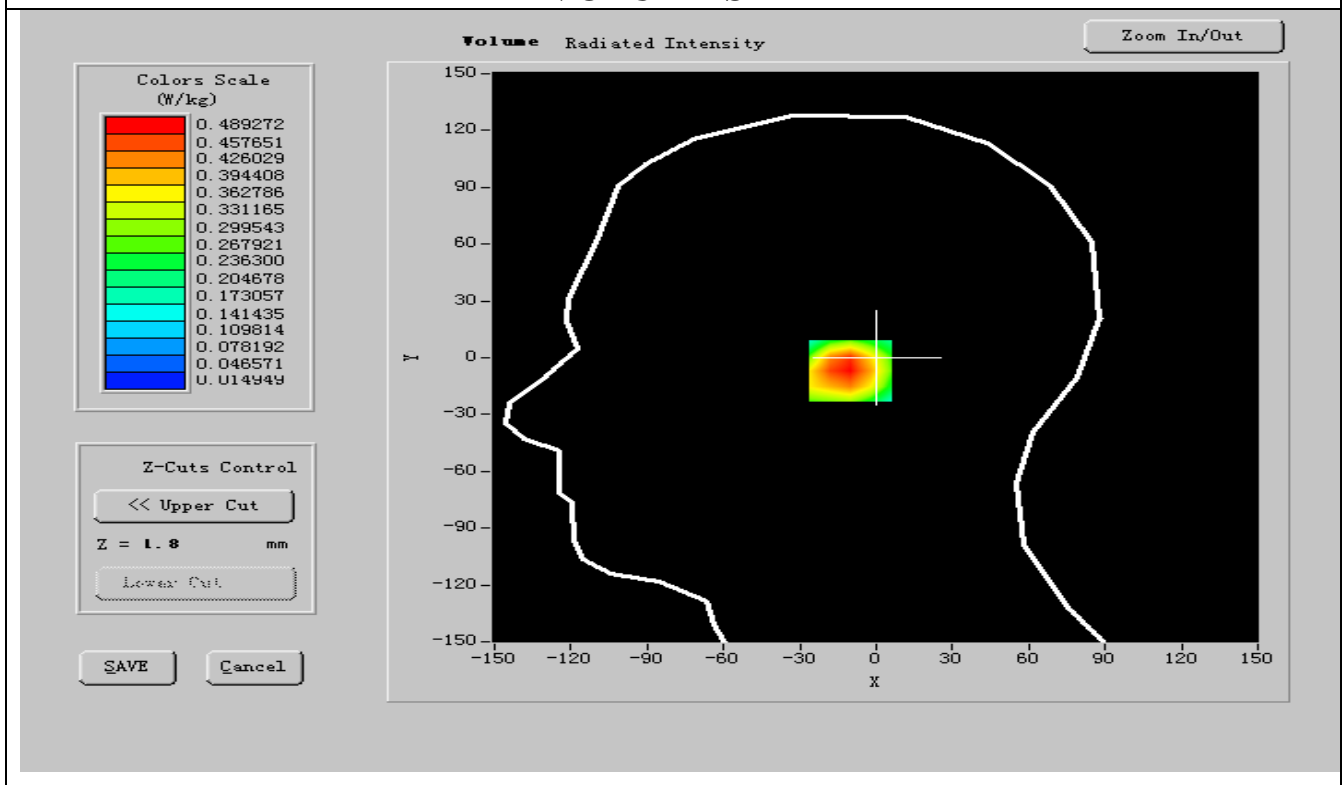 Volume Radiated Intensity
Zoom In/Out
Colors Scale
(W/kg)
0.489272
0.457651
0.426029
0.394408
0.362786
0.331165
0.299543
0.267921
0.236300
0.204678
0.173057
0.141435
0.109814
0.078192
0.046571
0.014949
Z-Cuts Control
<< Upper Cut
Z = 1.8 mm
Lower Cut
SAVE
Cancel
150
120
90
60
30
0
-30
-60
-90
-120
-150
Y
-150 -120 -90 -60 -30 0 30 60 90 120 150
X